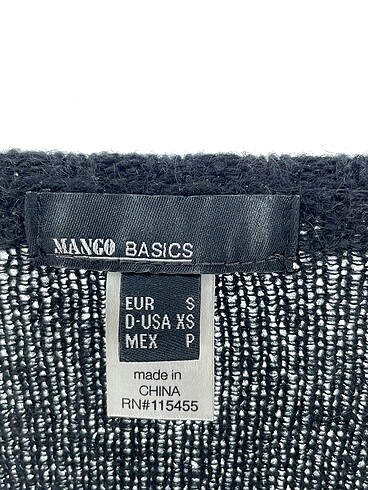 MANGO BASICS
EUR S
D-USA XS
MEX P
made in
CHINA
RN#115455